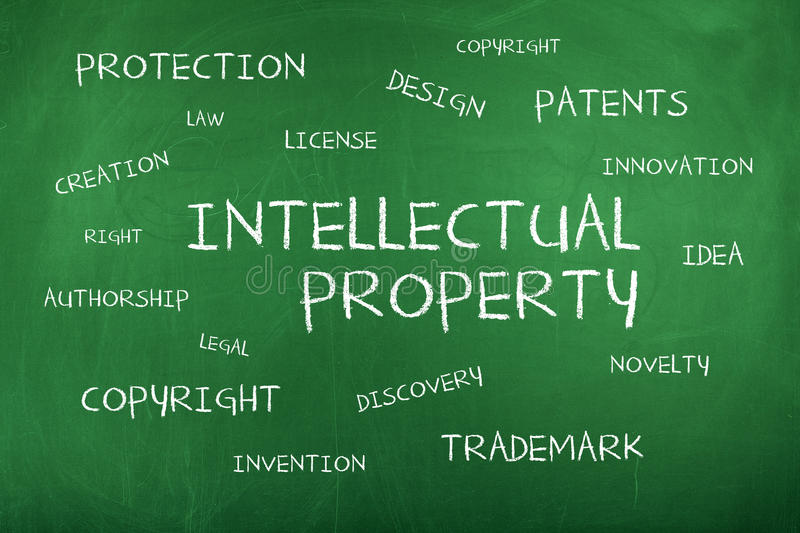 COPYRIGHT
PROTECTION
DESIGN
PATENTS
LAW
LICENSE
CREATION
INNOVATION
INTELLECTUAL
RIGHT
IDEA
PROPERTY
AUTHORSHIP
LEGAL
NOVELTY
DISCOVERY
COPYRIGHT
TRADEMARK
INVENTION
dreamstime